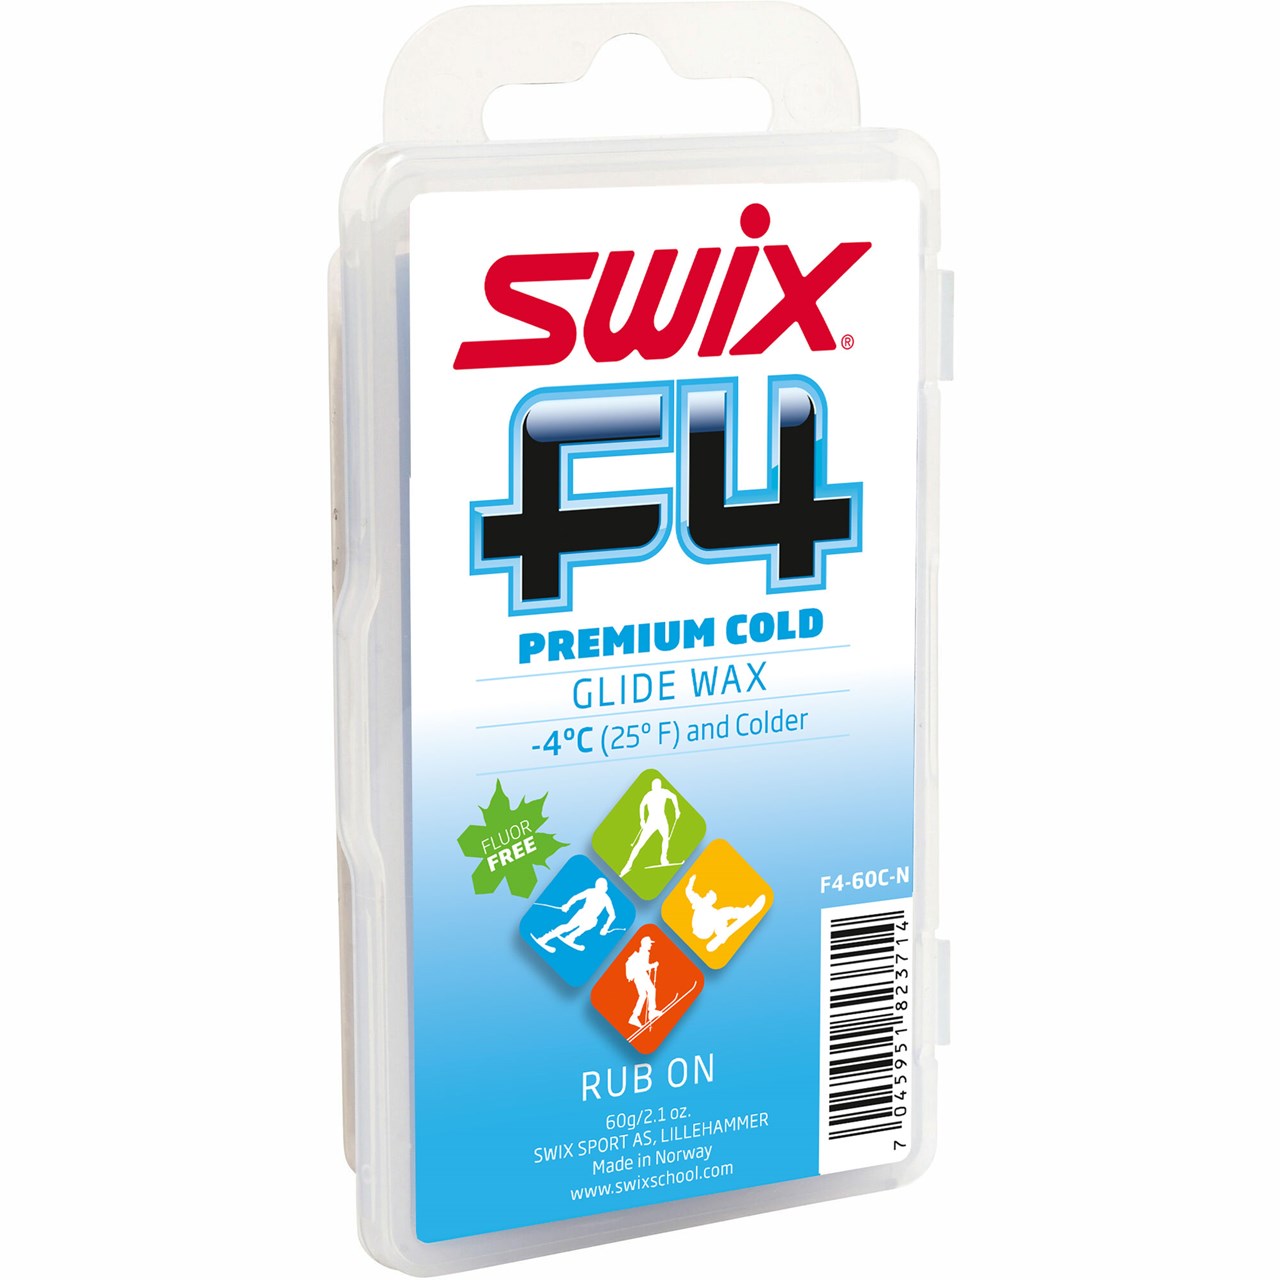 SWIX®
F4
PREMIUM COLD
GLIDE WAX
-4°C (25° F) and Colder
FLUOR
FREE
F4-60C-N
7 045951 823714
RUB ON
60g/2.1 oz.
SWIX SPORT AS, LILLEHAMMER
Made in Norway
www.swixschool.com